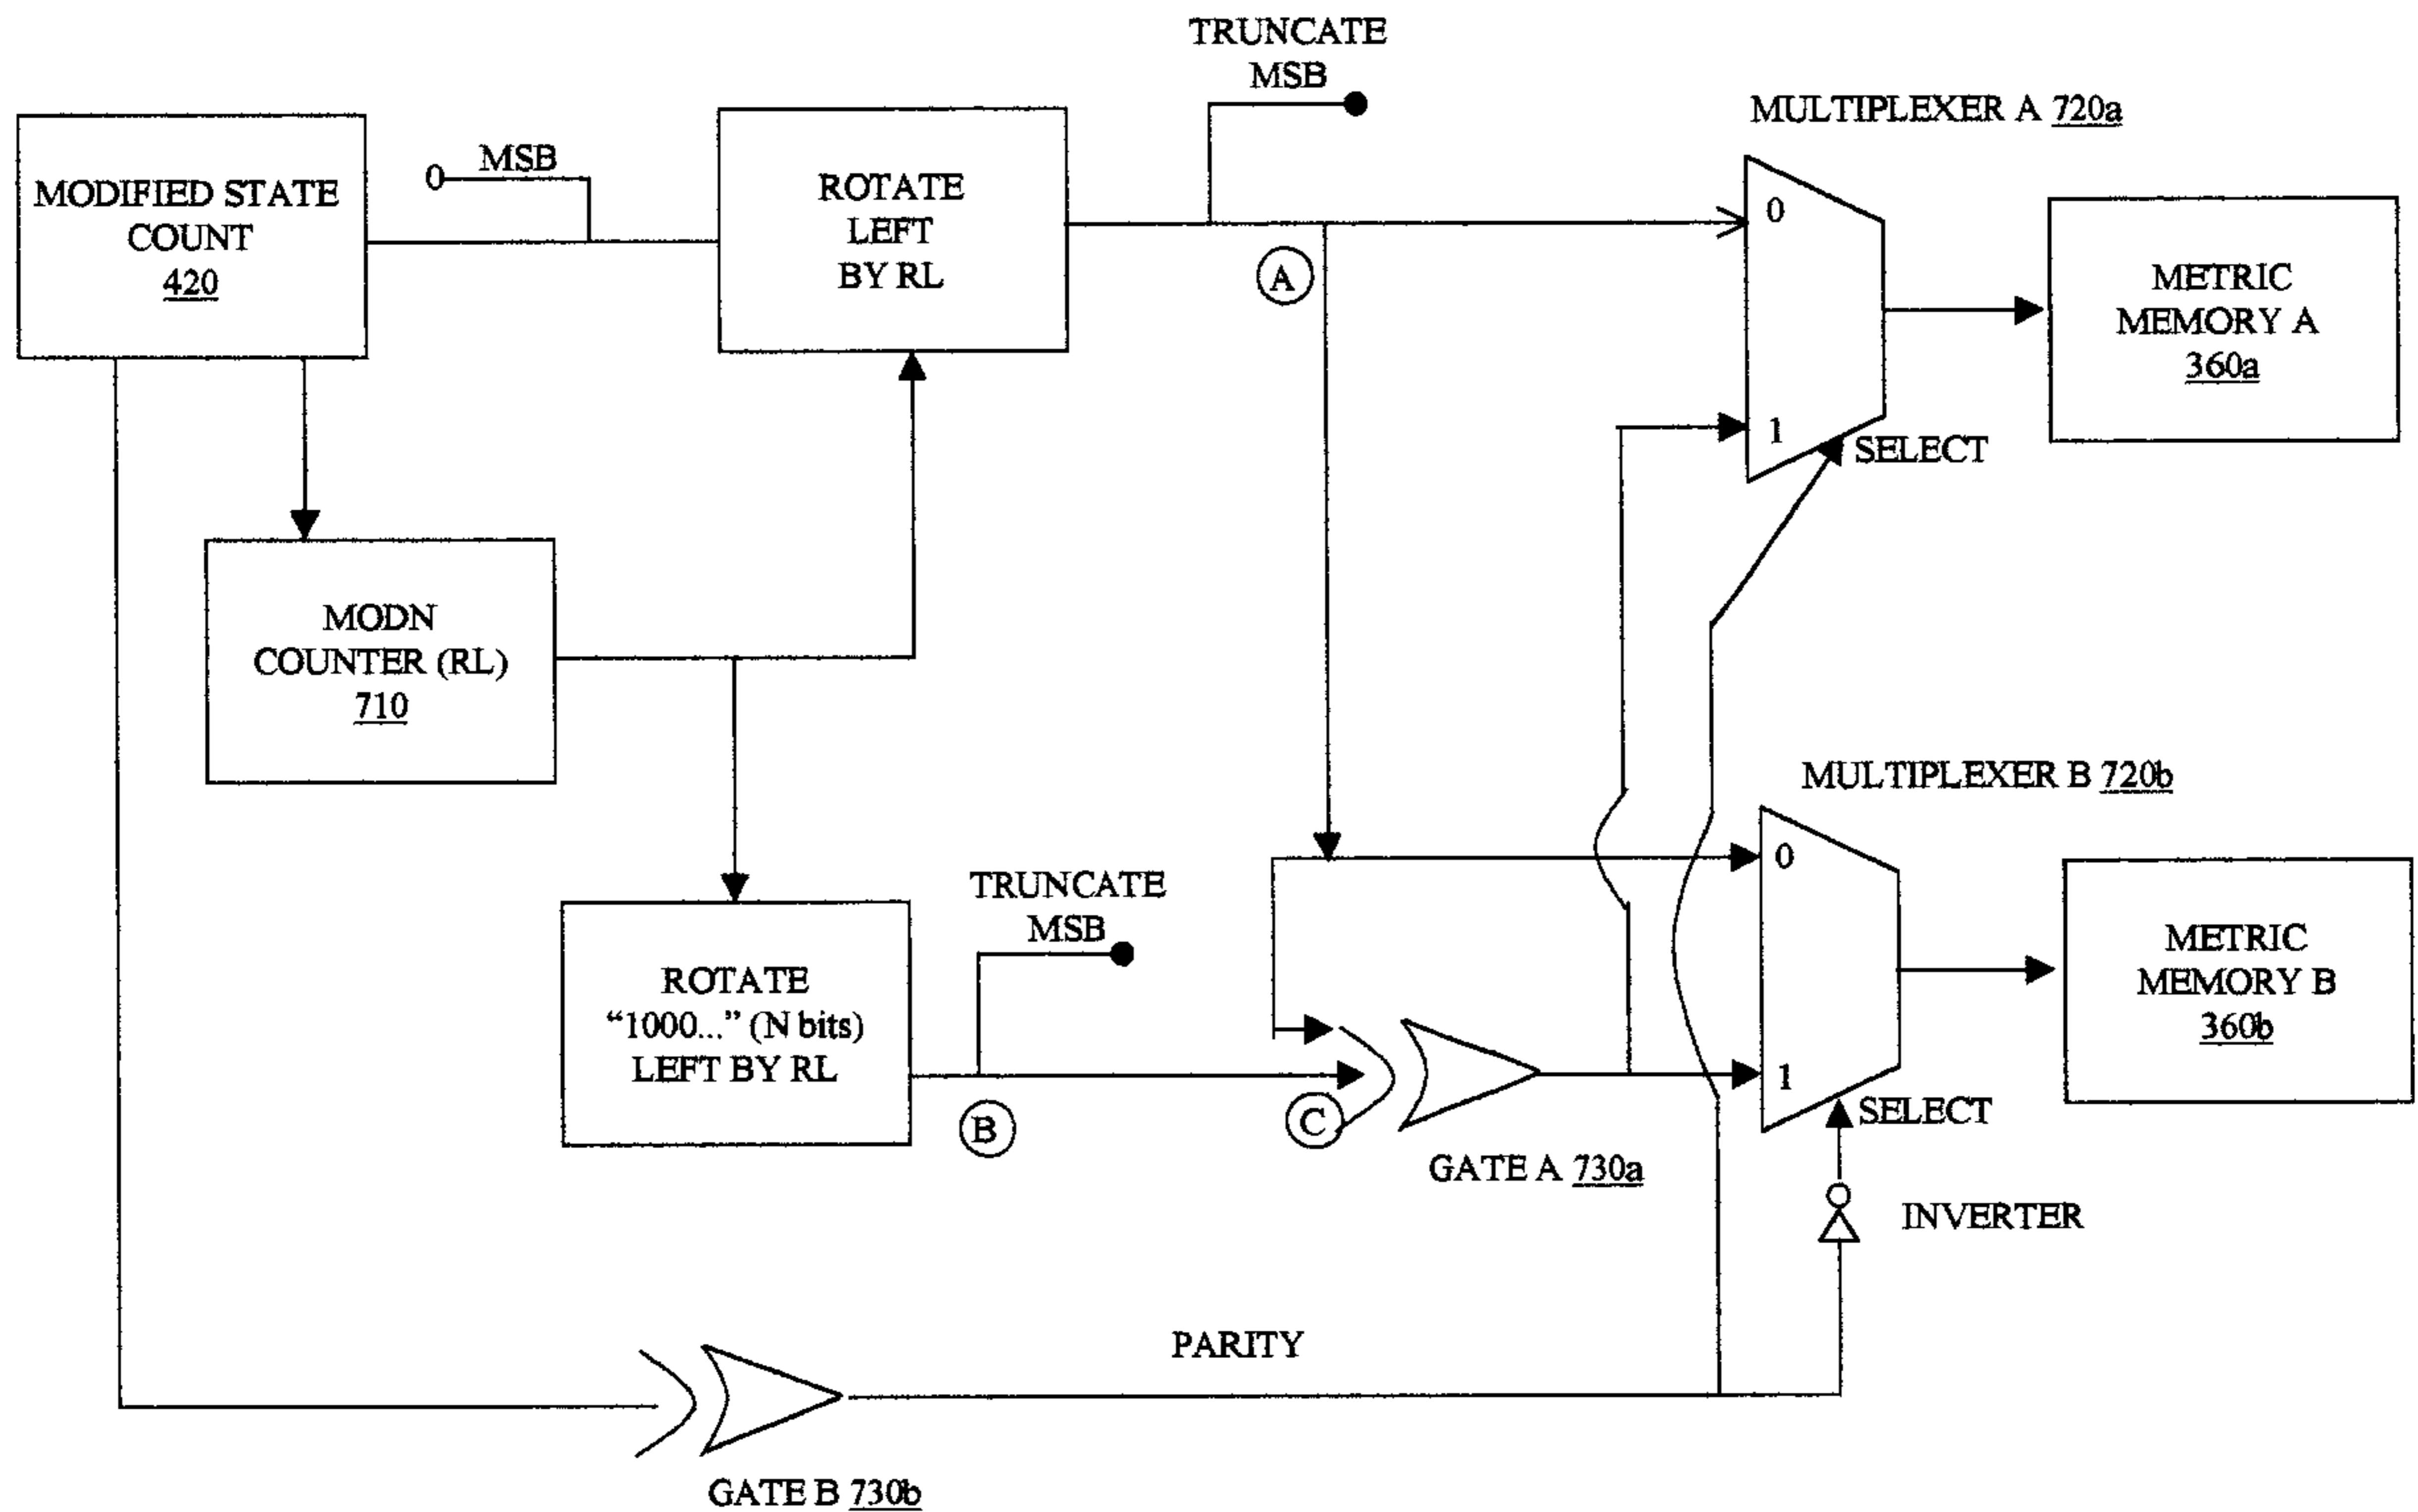 TRUNCATE
MSB
MULTIPLEXER A 720a
MODIFIED STATE
COUNT
420
0
MSB
ROTATE
LEFT
BY RL
A
0
1
SELECT
METRIC
MEMORY A
360a
MODN
COUNTER (RL)
710
MULTIPLEXER B 720b
TRUNCATE
MSB
ROTATE
“1000...” (N bits)
LEFT BY RL
B
C
GATE A 730a
0
1
SELECT
METRIC
MEMORY B
360b
INVERTER
PARITY
GATE B 730b